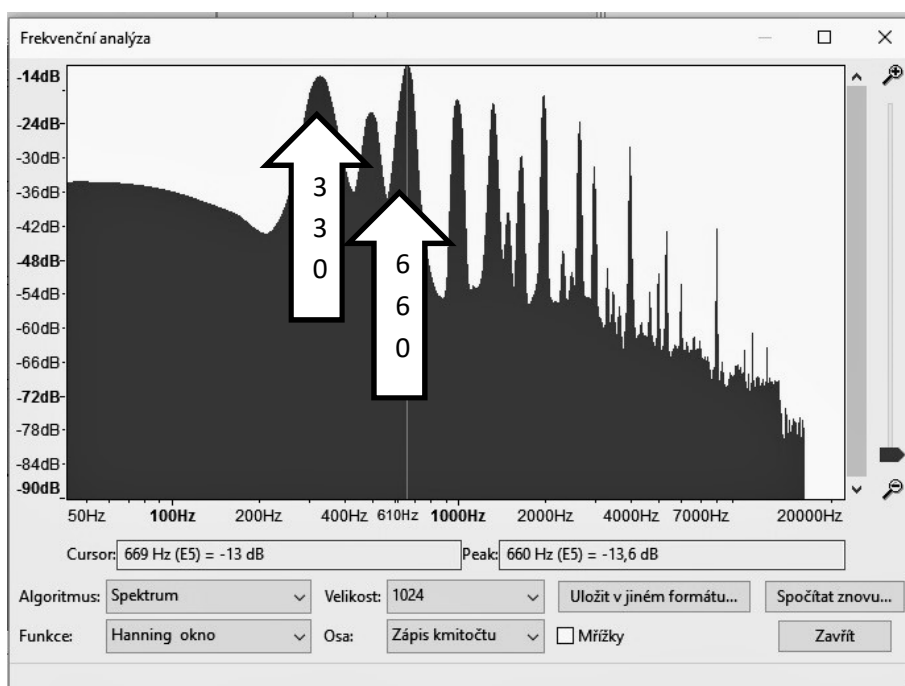 Frekvenční analýza
-14dB
-24dB
-30dB
-36dB
-42dB
-48dB
-54dB
-60dB
-66dB
-72dB
-78dB
-84dB
-90dB
3
3
0
6
6
0
50Hz 100Hz 200Hz 400Hz 610Hz 1000Hz 2000Hz 4000Hz 7000Hz 20000Hz
Cursor: 669 Hz (E5) = -13 dB Peak: 660 Hz (E5) = -13,6 dB
Algoritmus: Spektrum Velikost: 1024 Uložit v jiném formátu... Spočítat znovu...
Funkce: Hanning okno Osa: Zápis kmitočtu Mřížky Zavřít